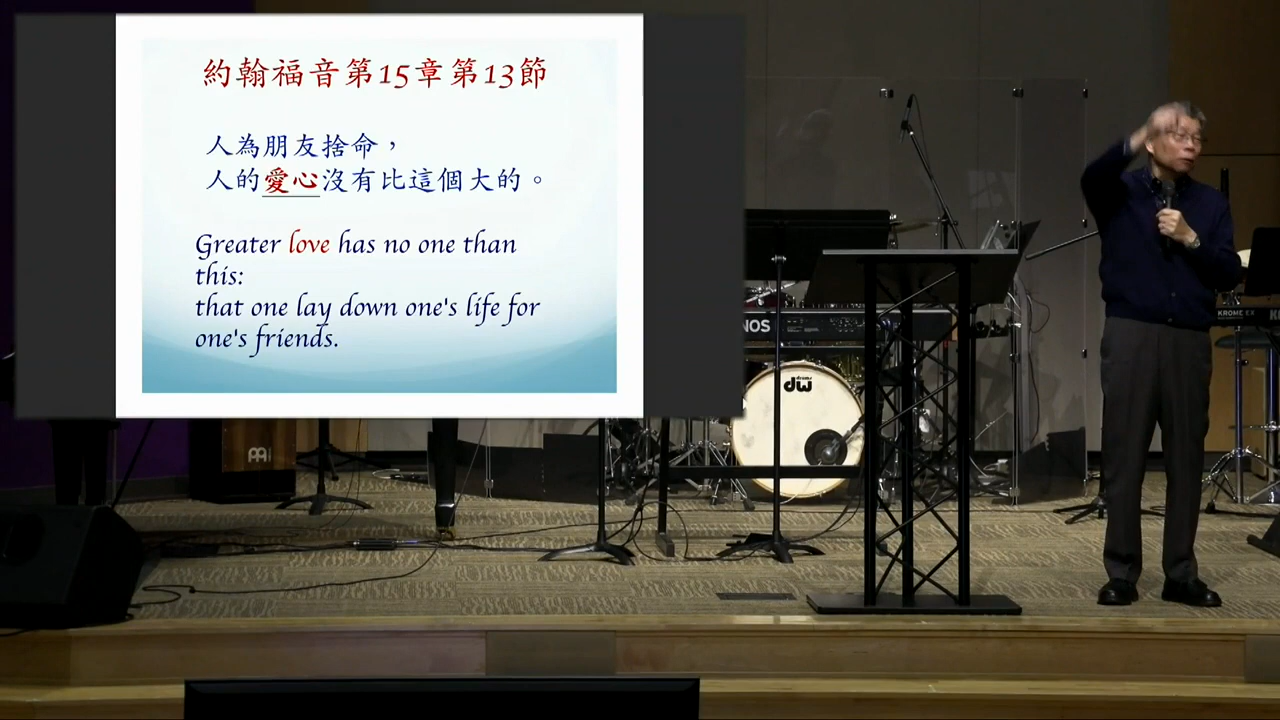 約翰福音第15章第13節
人為朋友捨命，
人的愛心沒有比這個大的。
Greater love has no one than
this:
that one lay down one's life for
one's friends.
NOS
KROME EX
K
drums
dw